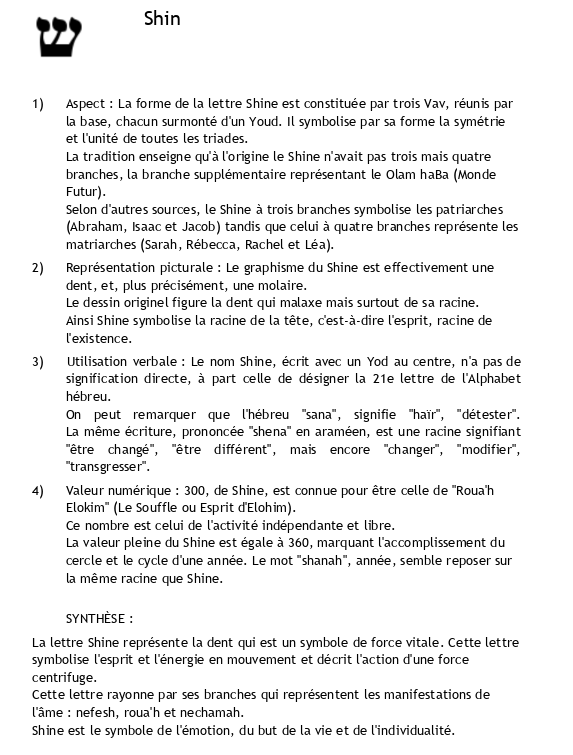 ש
Shin
1) Aspect : La forme de la lettre Shine est constituée par trois Vav, réunis par
la base, chacun surmonté d'un Youd. Il symbolise par sa forme la symétrie
et l'unité de toutes les triades.
La tradition enseigne qu'à l'origine le Shine n'avait pas trois mais quatre
branches, la branche supplémentaire représentant le Olam haBa (Monde
Futur).
Selon d'autres sources, le Shine à trois branches symbolise les patriarches
(Abraham, Isaac et Jacob) tandis que celui à quatre branches représente les
matriarches (Sarah, Rébecca, Rachel et Léa).
2) Représentation picturale : Le graphisme du Shine est effectivement une
dent, et, plus précisément, une molaire.
Le dessin originel figure la dent qui malaxe mais surtout de sa racine.
Ainsi Shine symbolise la racine de la tête, c'est-à-dire l'esprit, racine de
l'existence.
3) Utilisation verbale : Le nom Shine, écrit avec un Yod au centre, n'a pas de
signification directe, à part celle de désigner la 21e lettre de l'Alphabet
hébreu.
On peut remarquer que l'hébreu "sana", signifie "haïr", "détester".
La même écriture, prononcée "shena" en araméen, est une racine signifiant
"être changé", "être différent", mais encore "changer", "modifier",
"transgresser".
4) Valeur numérique : 300, de Shine, est connue pour être celle de "Roua'h
Elokim" (Le Souffle ou Esprit d'Elohim).
Ce nombre est celui de l'activité indépendante et libre.
La valeur pleine du Shine est égale à 360, marquant l'accomplissement du
cercle et le cycle d'une année. Le mot "shanah", année, semble reposer sur
la même racine que Shine.
SYNTHÈSE :
La lettre Shine représente la dent qui est un symbole de force vitale. Cette lettre
symbolise l'esprit et l'énergie en mouvement et décrit l'action d'une force
centrifuge.
Cette lettre rayonne par ses branches qui représentent les manifestations de
l'âme : nefesh, roua'h et nechamah.
Shine est le symbole de l'émotion, du but de la vie et de l'individualité.